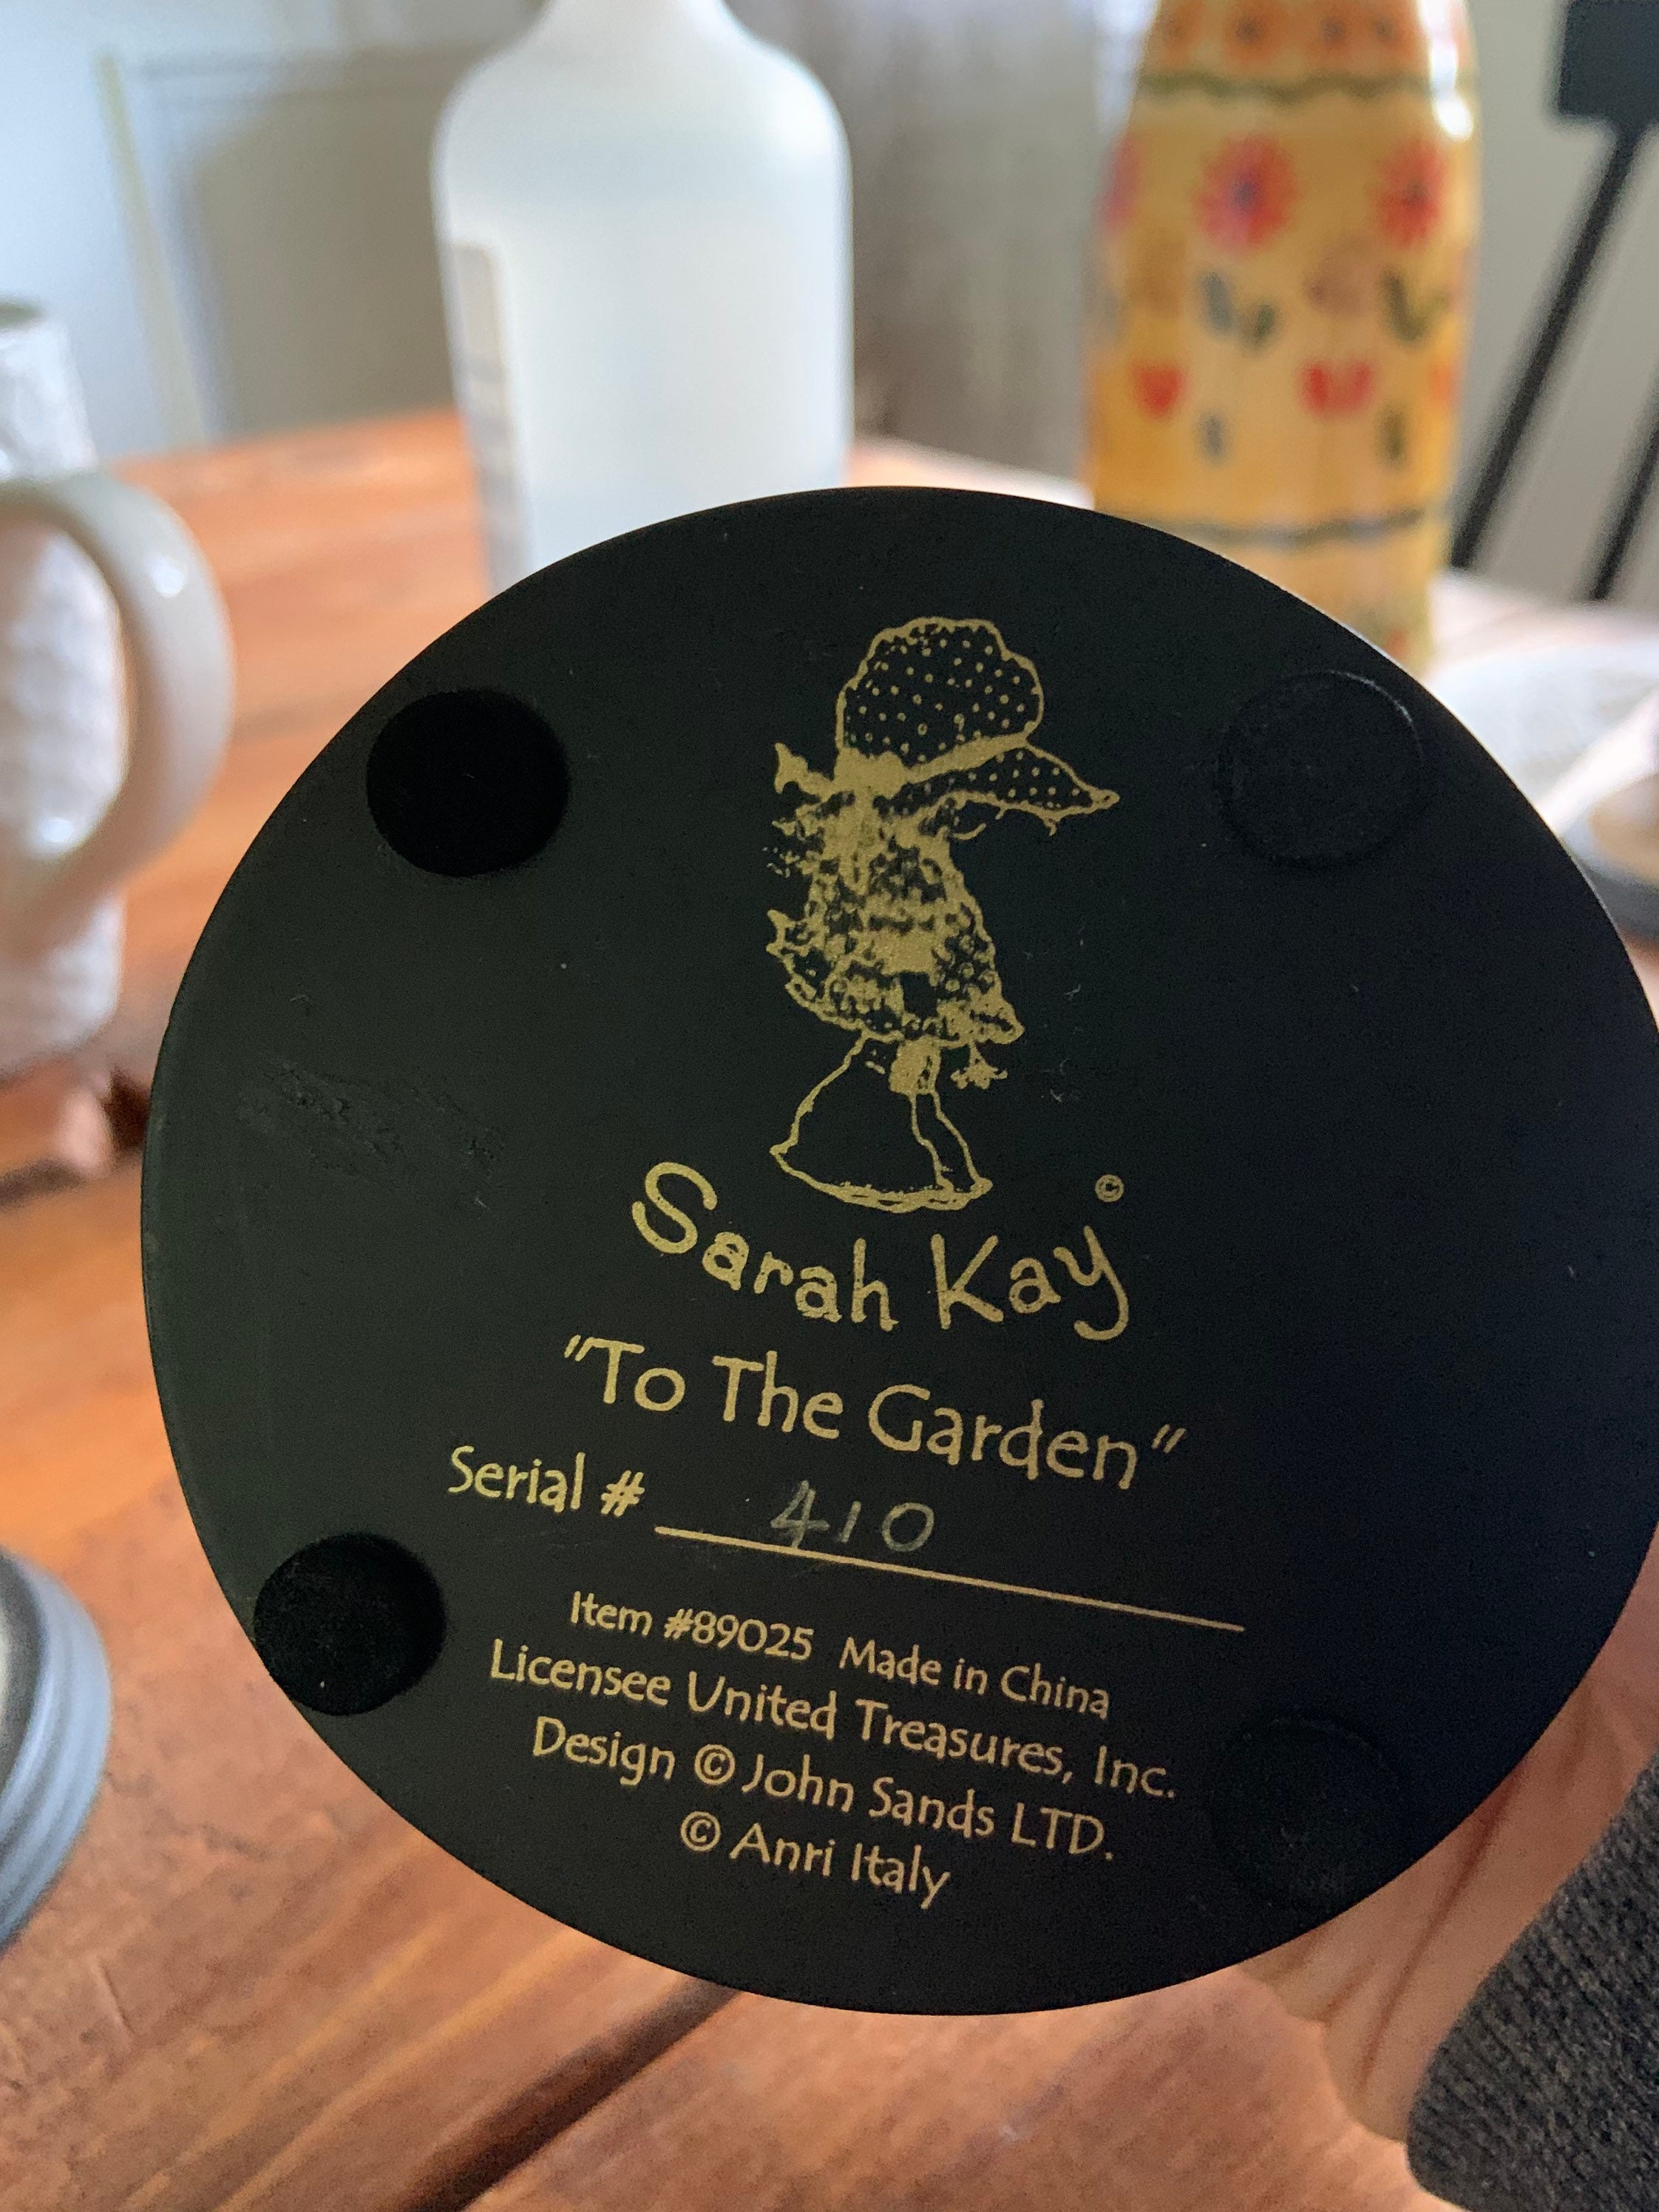 Sarah Kay ©
"To The Garden"
Serial # 410
Item #89025 Made in China
Licensee United Treasures, Inc.
Design © John Sands LTD.
© Anri Italy